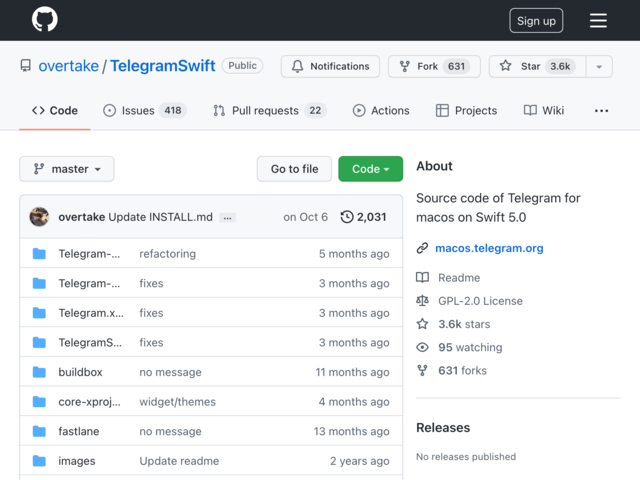 Sign up
overtake / TelegramSwift Public
Notifications Fork 631 Star 3.6k
Code Issues 418 Pull requests 22 Actions Projects Wiki ...
master Go to file Code
overtake Update INSTALL.md ... on Oct 6 2,031
Telegram-... refactoring 5 months ago
Telegram-... fixes 3 months ago
Telegram.x... fixes 3 months ago
TelegramS... fixes 3 months ago
buildbox no message 11 months ago
core-xproj... widget/themes 4 months ago
fastlane no message 13 months ago
images Update readme 2 years ago
About
Source code of Telegram for
macos on Swift 5.0
macos.telegram.org
Readme
GPL-2.0 License
3.6k stars
95 watching
631 forks
Releases
No releases published